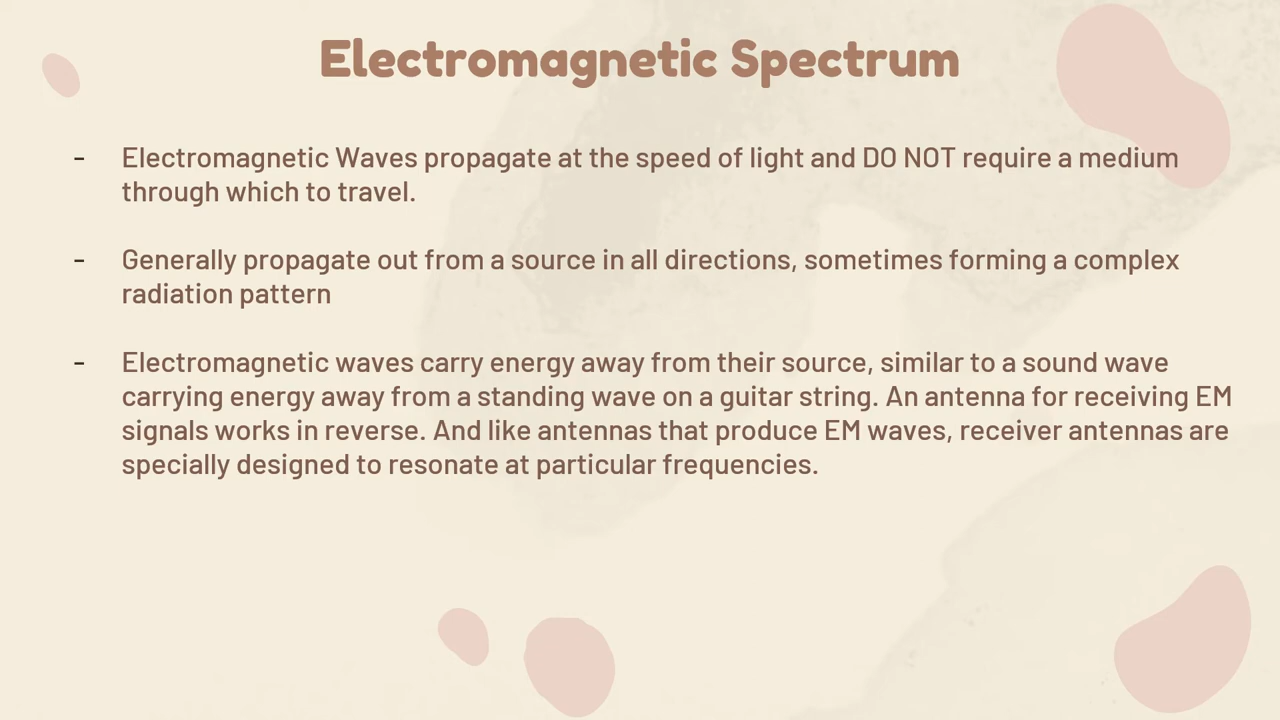 Electromagnetic Spectrum
- Electromagnetic Waves propagate at the speed of light and DO NOT require a medium
through which to travel.
- Generally propagate out from a source in all directions, sometimes forming a complex
radiation pattern
- Electromagnetic waves carry energy away from their source, similar to a sound wave
carrying energy away from a standing wave on a guitar string. An antenna for receiving EM
signals works in reverse. And like antennas that produce EM waves, receiver antennas are
specially designed to resonate at particular frequencies.